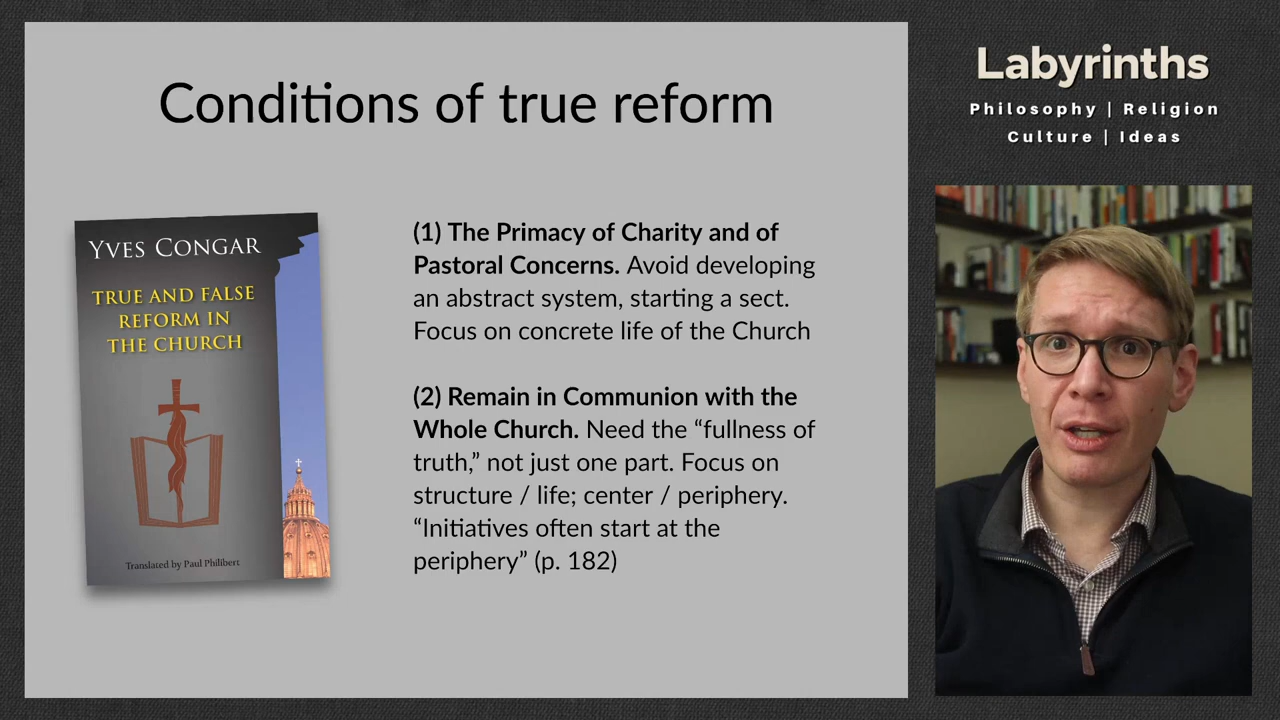 Conditions of true reform
YVES CONGAR
TRUE AND FALSE
REFORM IN
THE CHURCH
Translated by Paul Philibert
(1) The Primacy of Charity and of
Pastoral Concerns. Avoid developing
an abstract system, starting a sect.
Focus on concrete life of the Church
(2) Remain in Communion with the
Whole Church. Need the “fullness of
truth,” not just one part. Focus on
structure / life; center / periphery.
“Initiatives often start at the
periphery” (p. 182)
Labyrinths
Philosophy | Religion
Culture | Ideas